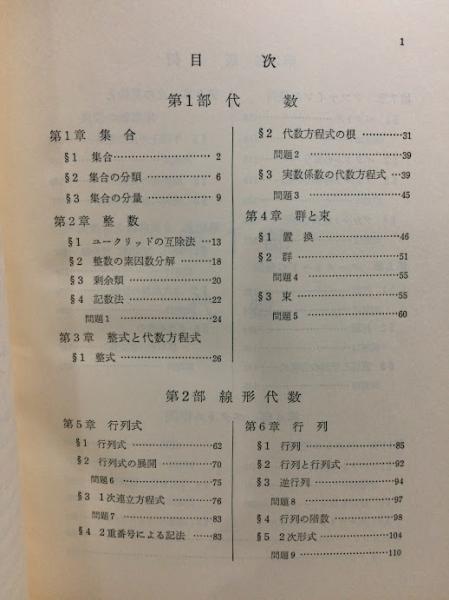 1
目 次
第1部 代 数
第1章 集 合
§1 集合……………………2
§2 集合の分類……………6
§3 集合の分量……………9
第2章 整 数
§1 ユークリッドの互除法…13
§2 整数の素因数分解………18
§3 剰余類…………………20
§4 記数法…………………22
問題1……………………24
第3章 整式と代数方程式
§1 整式……………………26
§2 代数方程式の根…………31
問題2……………………39
§3 実数係数の代数方程式…39
問題3……………………45
第4章 群と束
§1 置 換…………………46
§2 群………………………51
問題4……………………55
§3 束………………………55
問題5……………………60
第2部 線形代数
第5章 行列式
§1 行列式…………………62
§2 行列式の展開……………70
問題6……………………75
§3 1次連立方程式…………76
問題7……………………83
§4 2重番号による記法……83
第6章 行 列
§1 行列……………………85
§2 行列と行列式……………92
§3 逆行列…………………94
問題8……………………97
§4 行列の階数………………98
§5 2次形式………………104
問題9……………………110